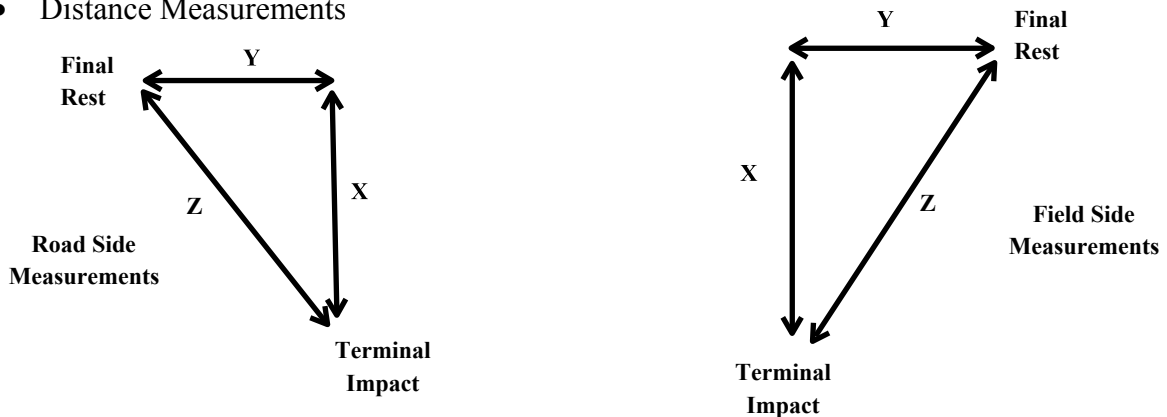 • Distance Measurements
Y
Final
Rest
X
Z
Road Side
Measurements
Terminal
Impact
Y
Final
Rest
X
Z
Field Side
Measurements
Terminal
Impact